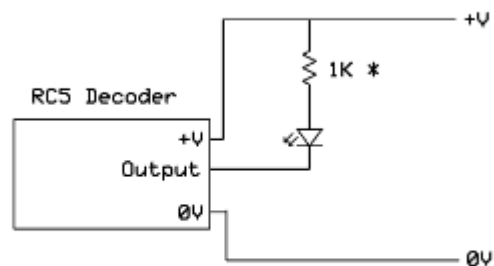 +V
1K *
RC5 Decoder
+V
Output
0V
0V